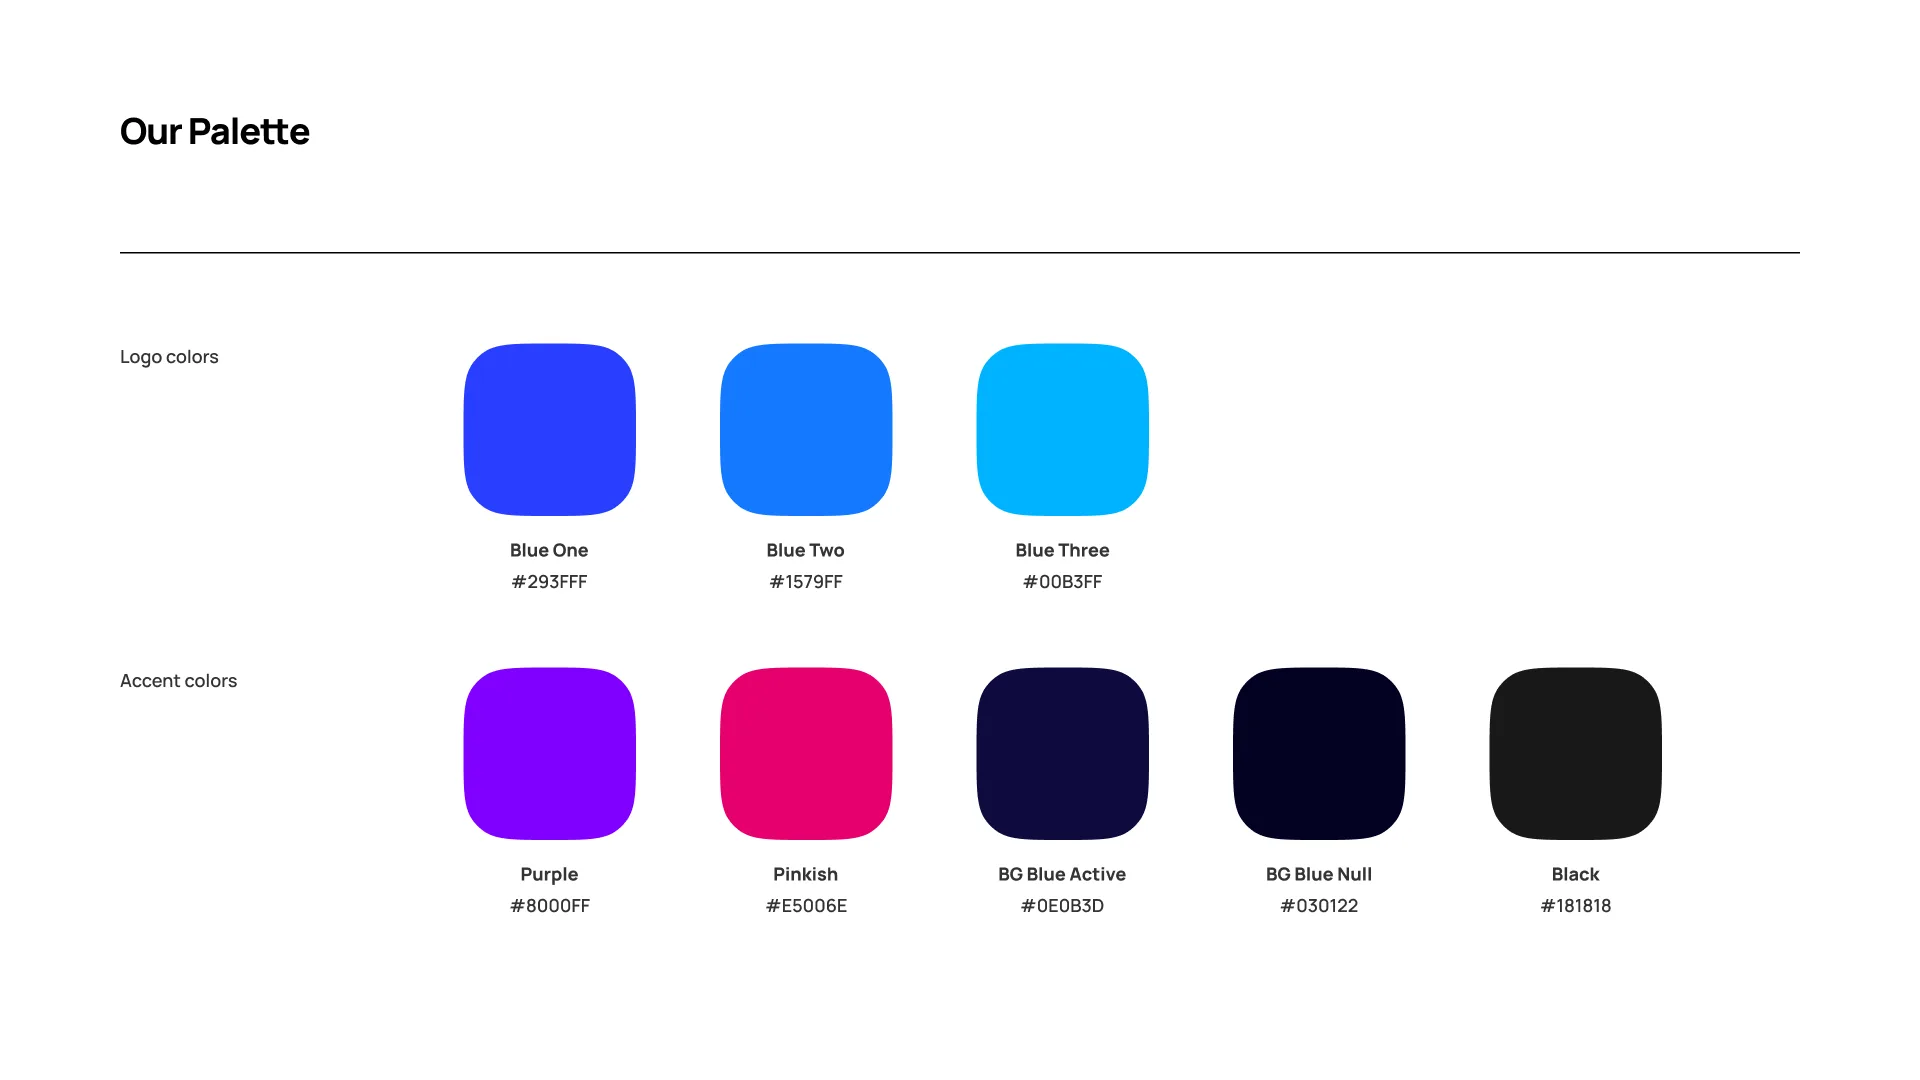 Our Palette
Logo colors
Blue One
#293FFF
Blue Two
#1579FF
Blue Three
#00B3FF
Accent colors
Purple
#8000FF
Pinkish
#E5006E
BG Blue Active
#0E0B3D
BG Blue Null
#030122
Black
#181818